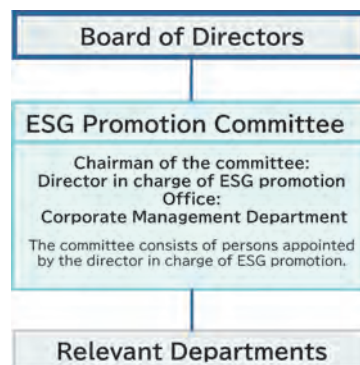 Board of Directors
ESG Promotion Committee
Chairman of the committee:
Director in charge of ESG promotion
Office:
Corporate Management Department
The committee consists of persons appointed
by the director in charge of ESG promotion.
Relevant Departments